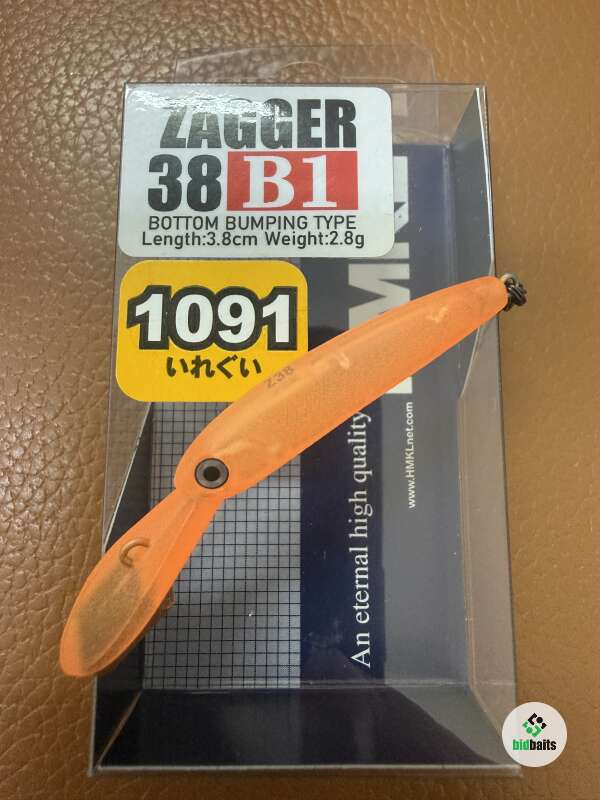 ZAGGER
38 B1
BOTTOM BUMPING TYPE
Length:3.8cm Weight:2.8g
1091
いれぐい
Z38
An eternal high quality
www.HMKLnet.com
bidbaits